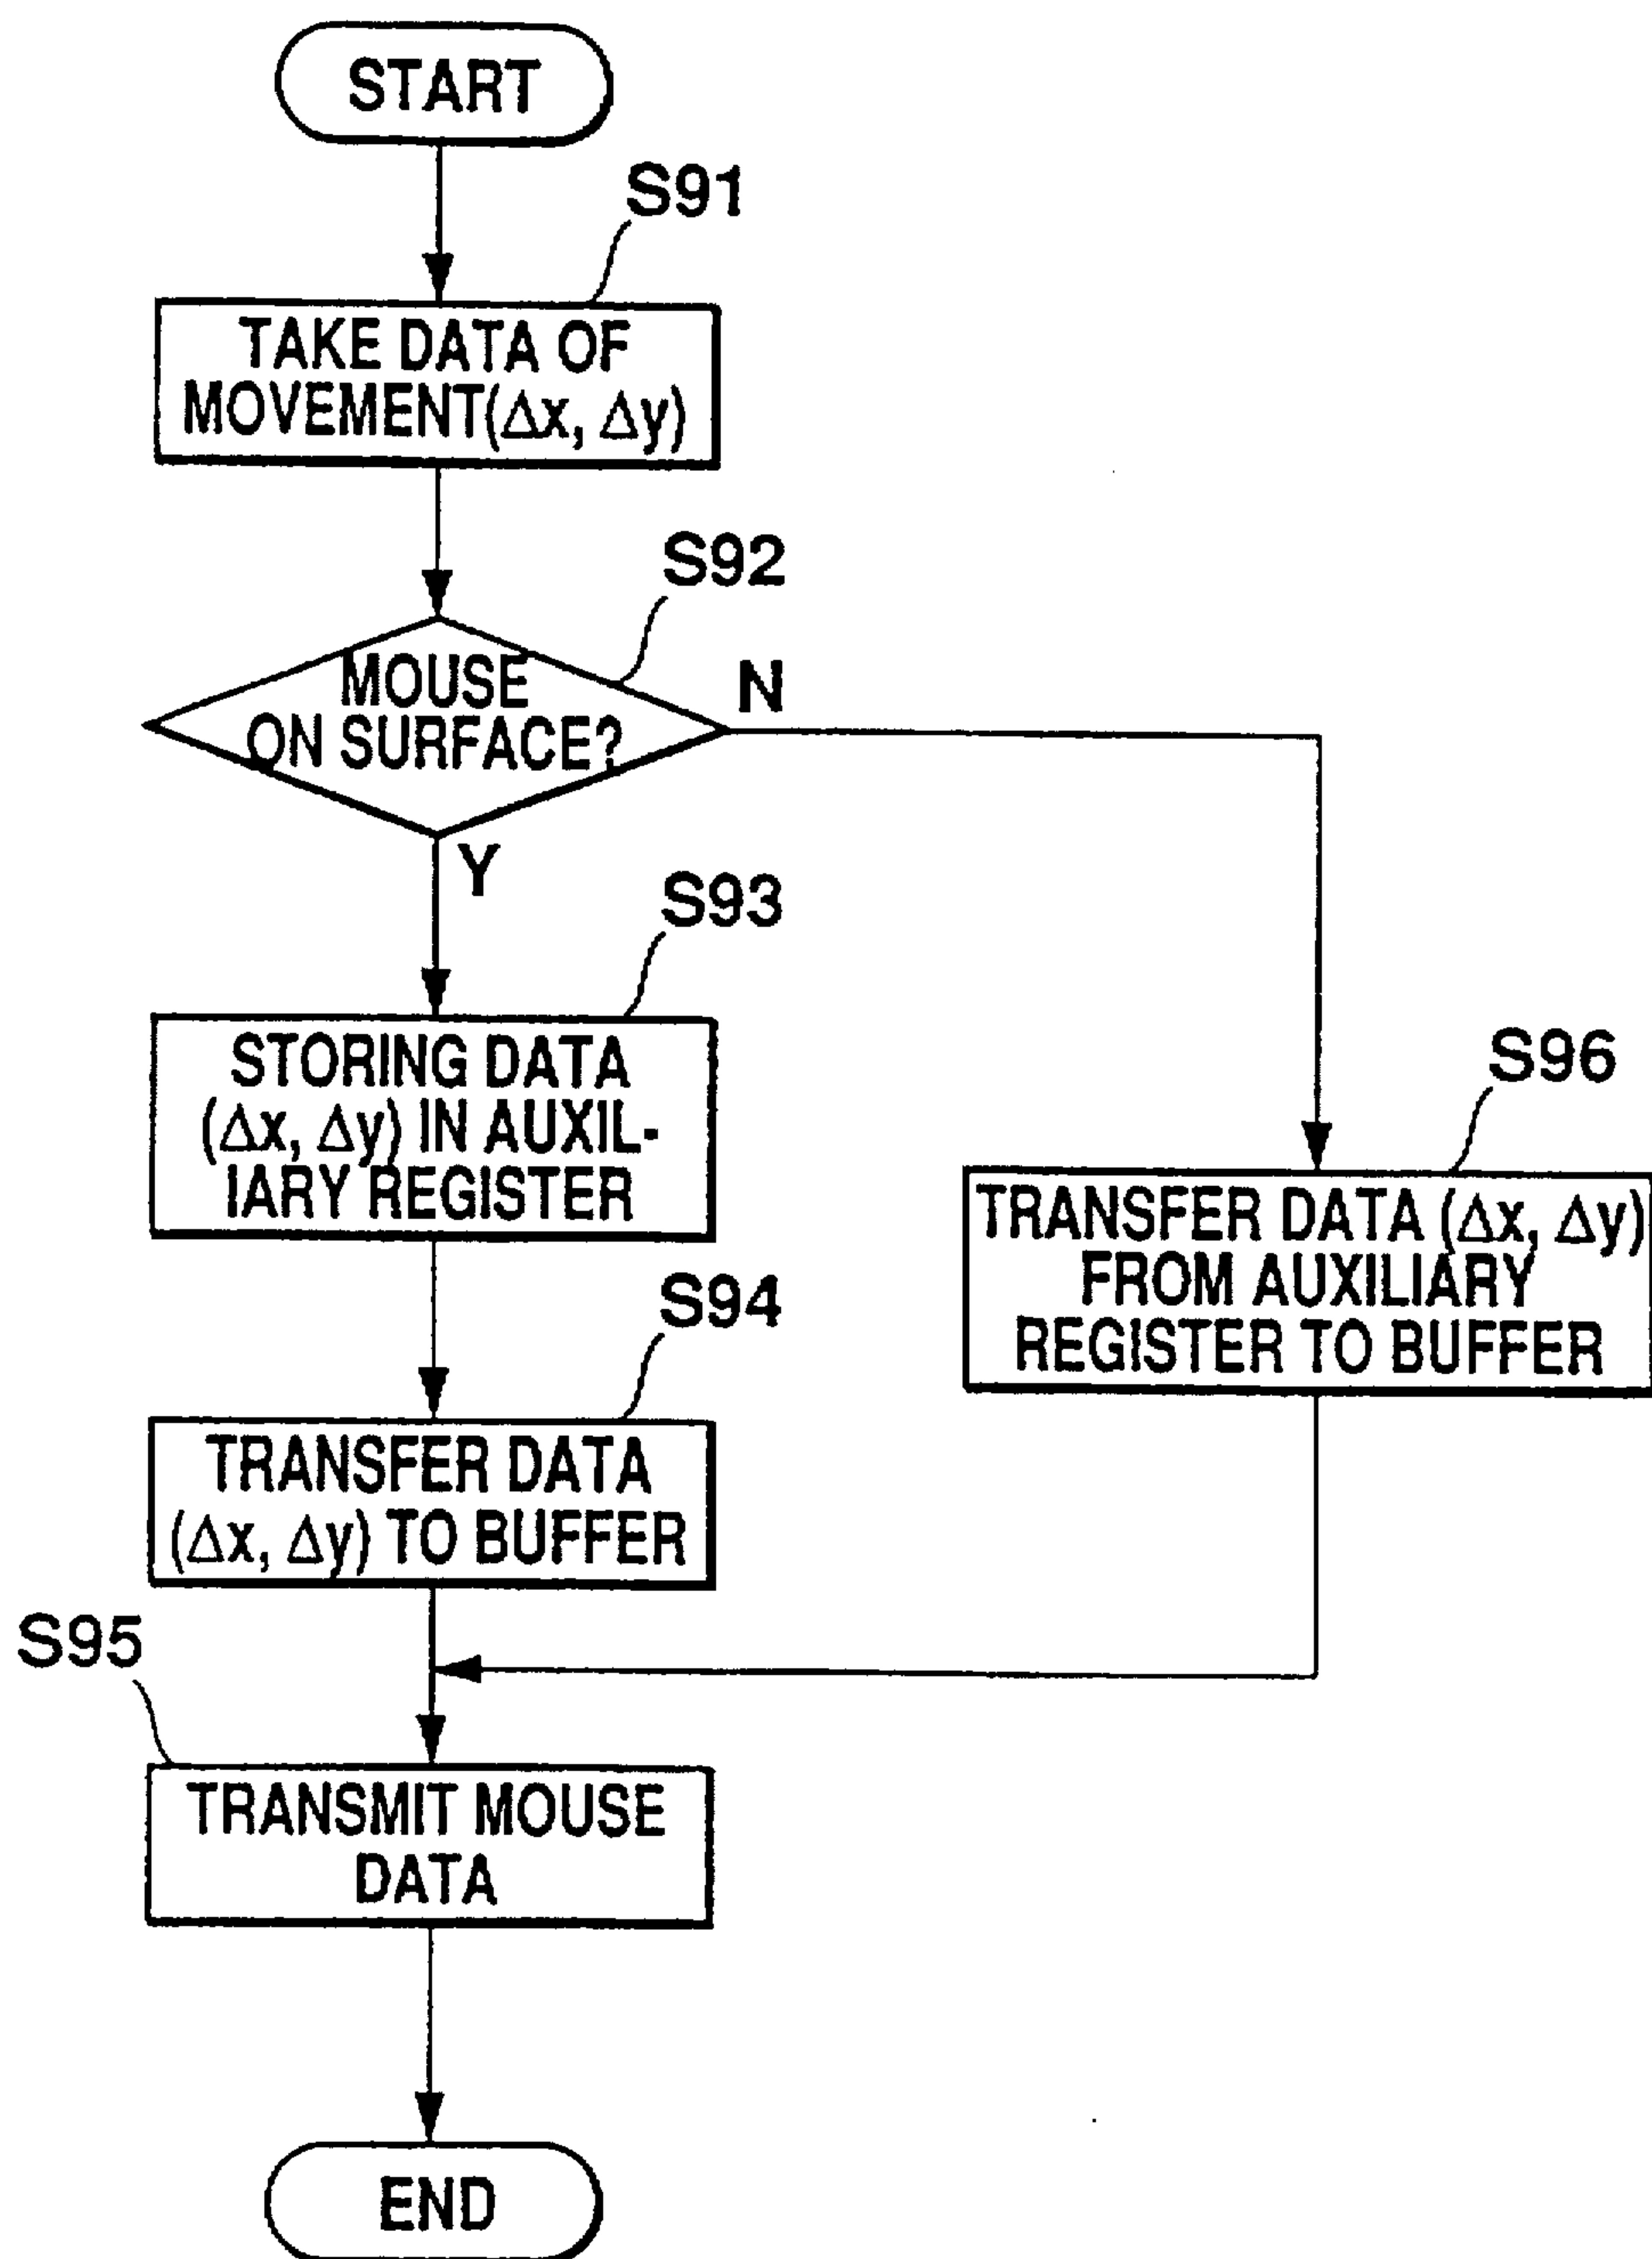 START
S91
TAKE DATA OF
MOVEMENT(Δx, Δy)
S92
MOUSE
ON SURFACE?
N
Y
S93
STORING DATA
(Δx, Δy) IN AUXIL-
IARY REGISTER
S96
TRANSFER DATA (Δx, Δy)
FROM AUXILIARY
REGISTER TO BUFFER
S94
TRANSFER DATA
(Δx, Δy) TO BUFFER
S95
TRANSMIT MOUSE
DATA
END